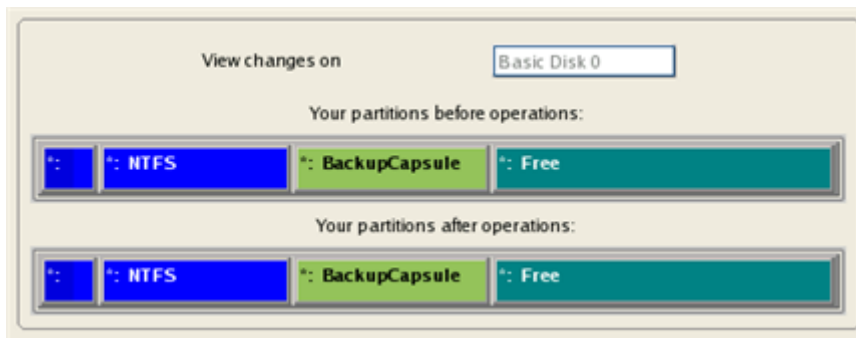 View changes on Basic Disk 0
Your partitions before operations:
*: *: NTFS *: BackupCapsule *: Free
Your partitions after operations:
*: *: NTFS *: BackupCapsule *: Free